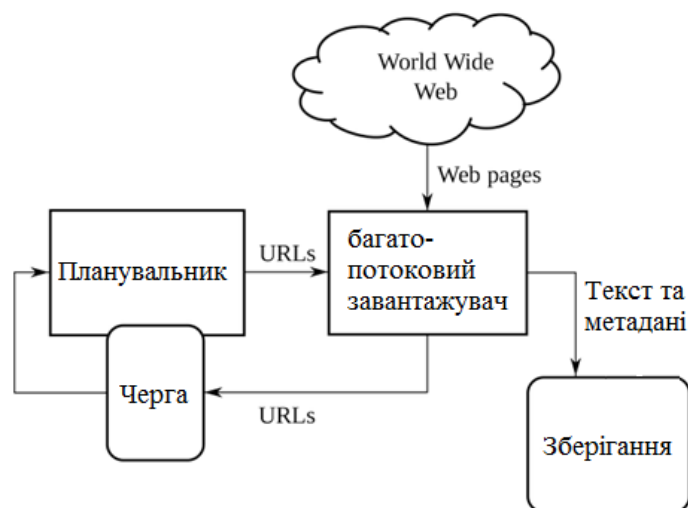 World Wide
Web
Web pages
Планувальник
URLs
багато-
потоковий
завантажувач
Текст та
метадані
Черга
URLs
Зберігання